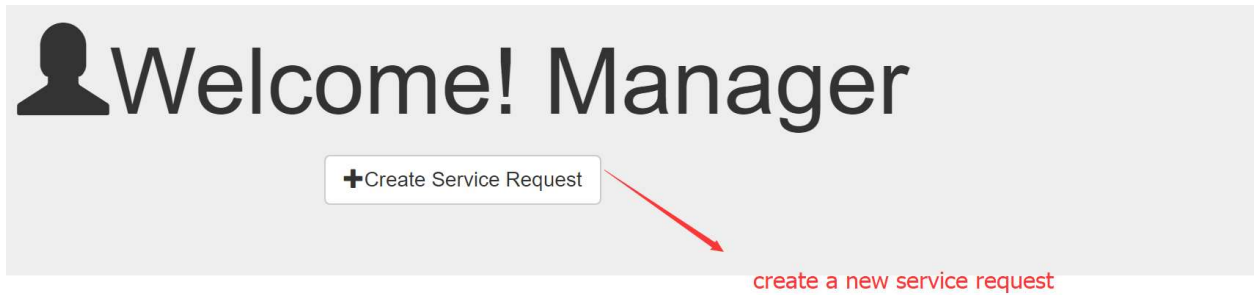 Welcome! Manager
Create Service Request
create a new service request